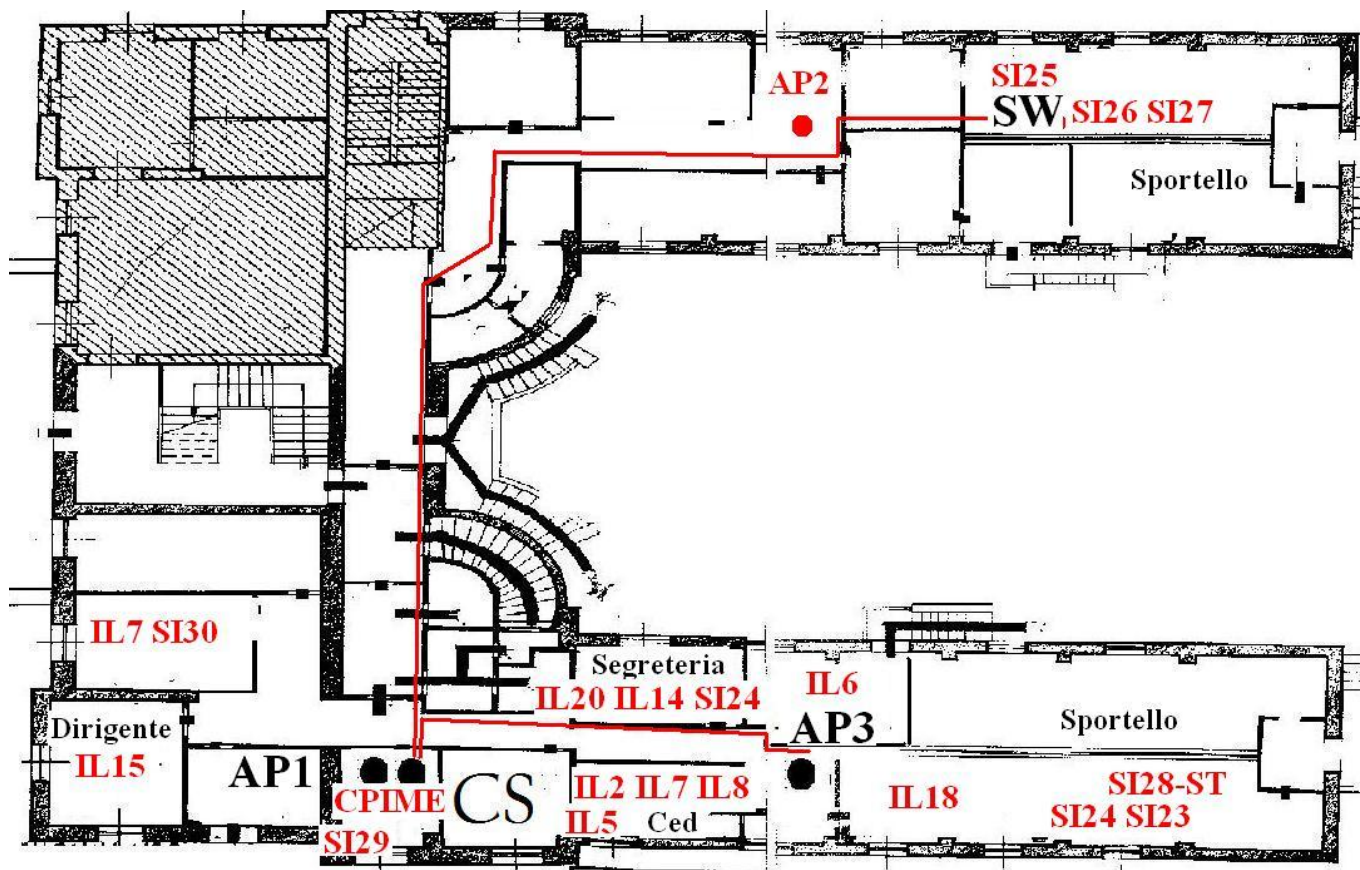 SI25
AP2
SW SI26 SI27
Sportello
IL7 SI30
Segreteria
IL20 IL14 SI24
IL6
Dirigente
IL15
AP1
AP3
Sportello
CPIME
CS
IL2 IL7 IL8
IL5 Ced
IL18
SI28-ST
SI24 SI23
SI29